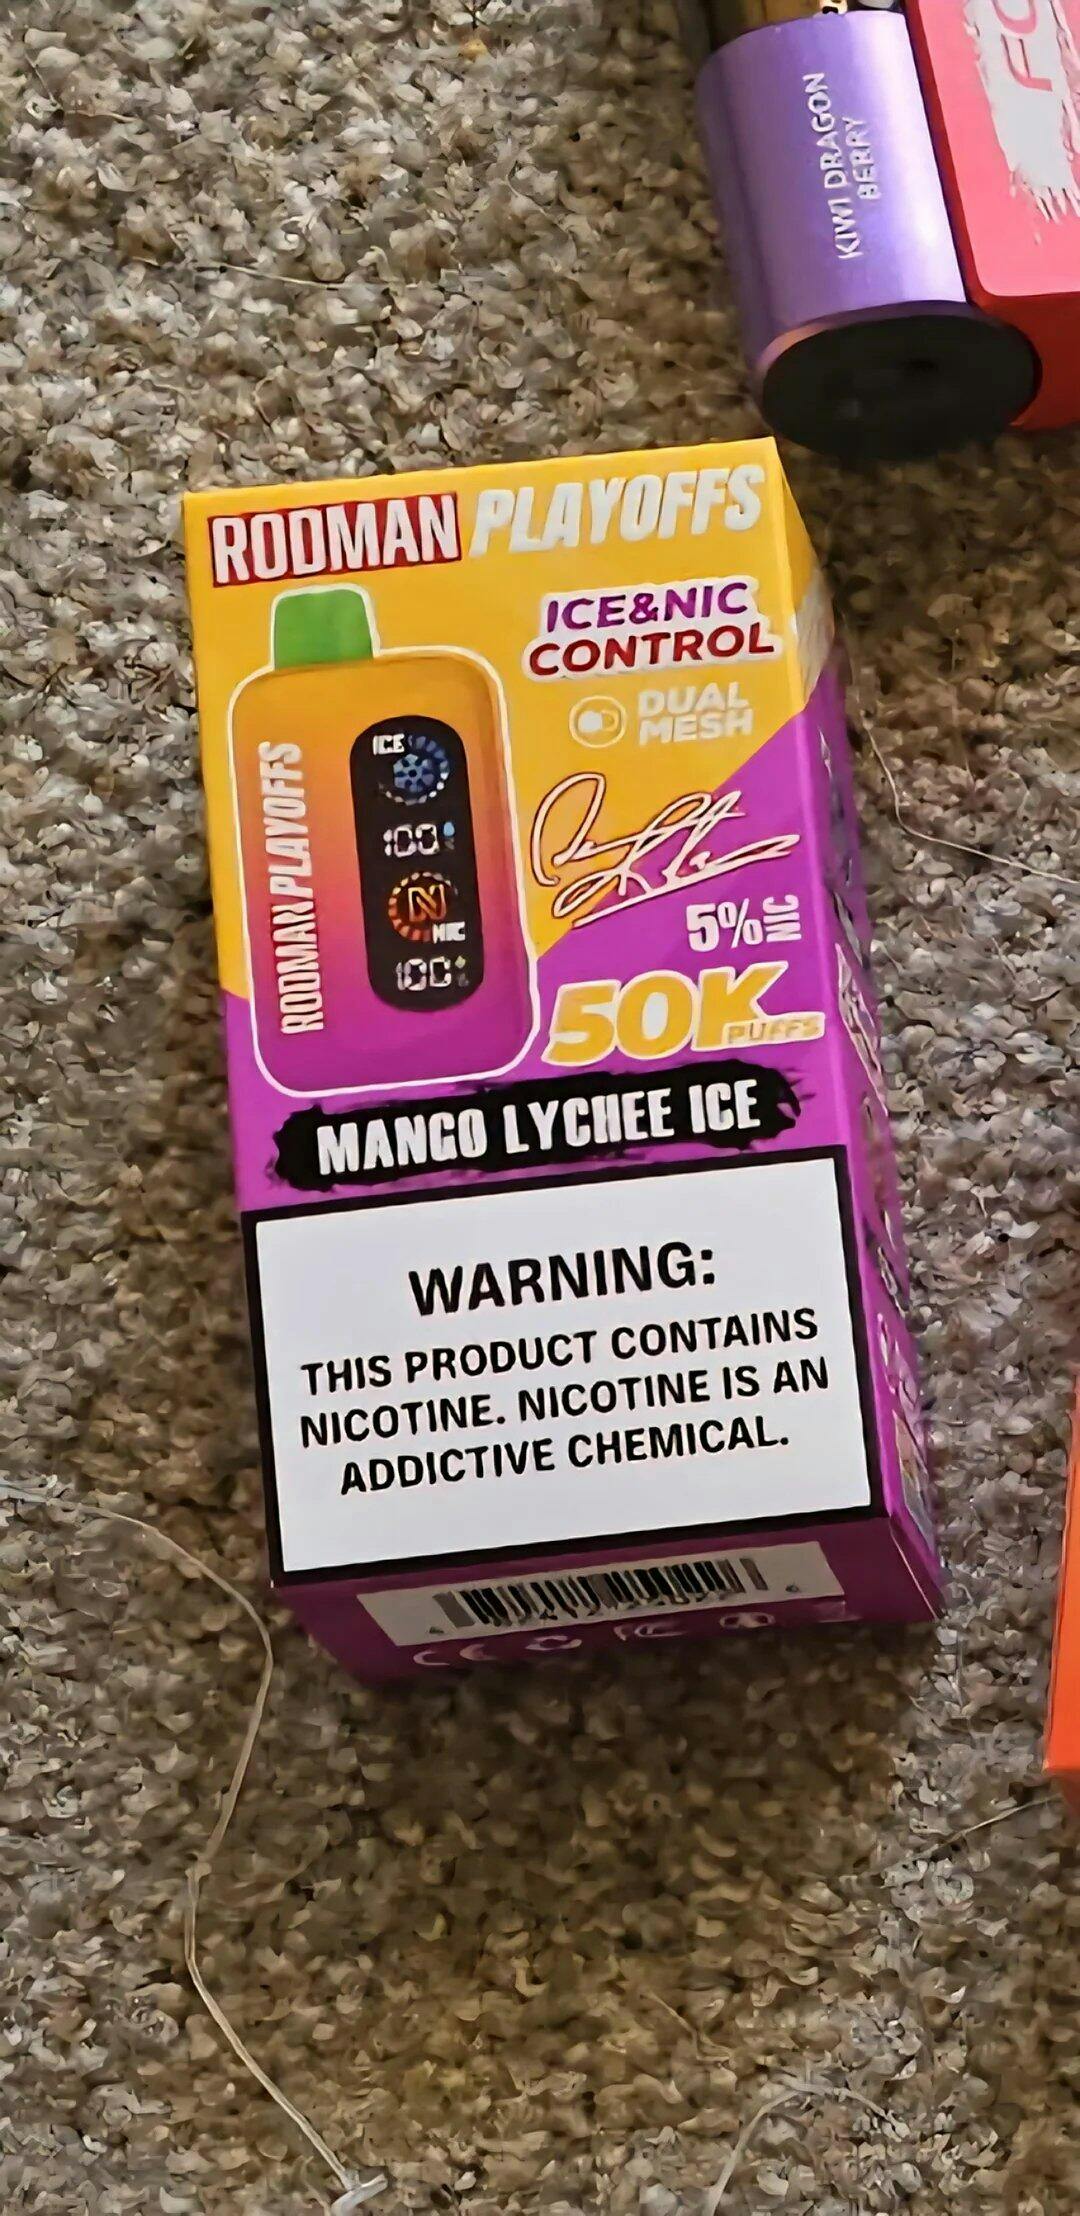 KIWI DRAGON
BERRY
RODMAN PLAYOFFS
ICE&NIC
CONTROL
DUAL
MESH
ICE
100
N
NIC
100
RODMAN PLAYOFFS
5% NIC
50K
PUFFS
MANGO LYCHEE ICE
WARNING:
THIS PRODUCT CONTAINS
NICOTINE. NICOTINE IS AN
ADDICTIVE CHEMICAL.